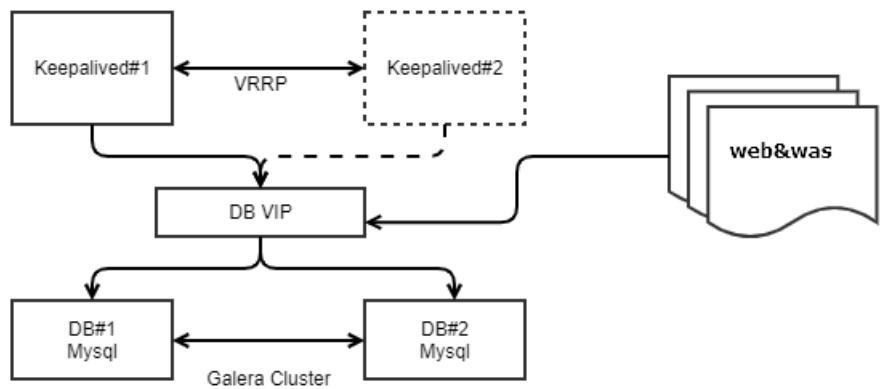 Keepalived#1
Keepalived#2
VRRP
web&was
DB VIP
DB#1
Mysql
DB#2
Mysql
Galera Cluster